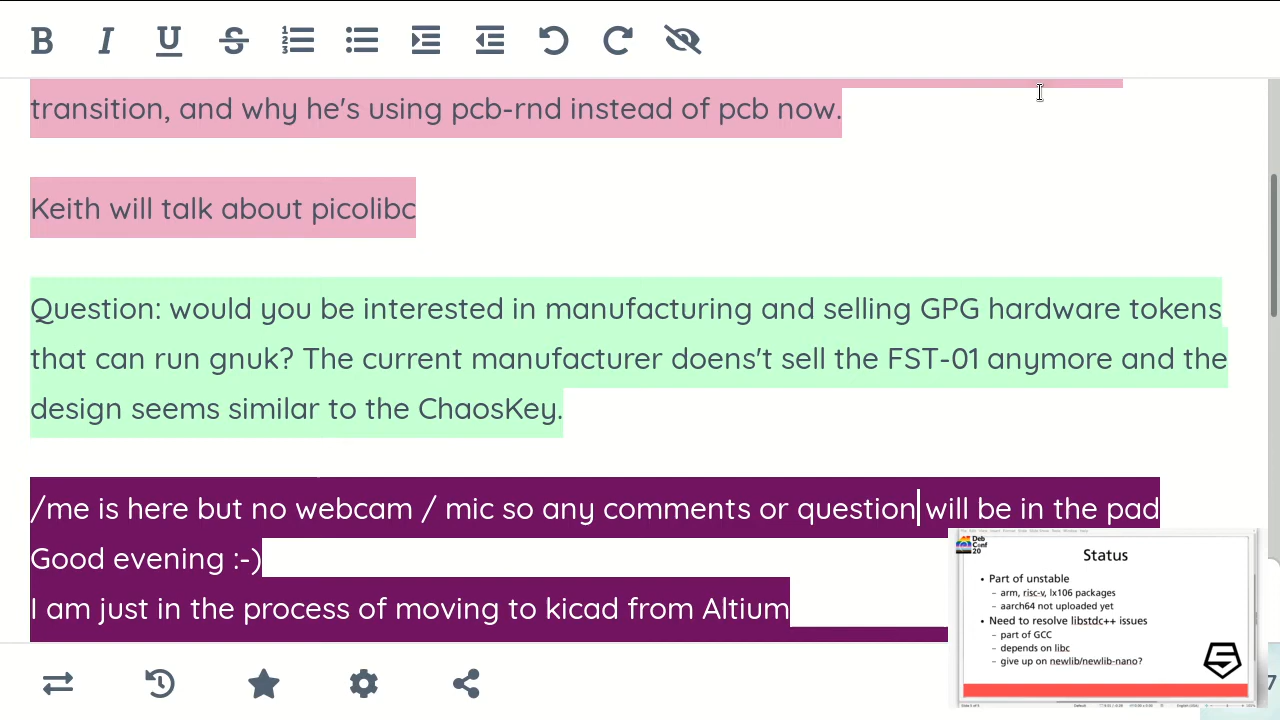 B I U S
transition, and why he's using pcb-rnd instead of pcb now.
Keith will talk about picolibc
Question: would you be interested in manufacturing and selling GPG hardware tokens
that can run gnuk? The current manufacturer doens't sell the FST-01 anymore and the
design seems similar to the ChaosKey.
/me is here but no webcam / mic so any comments or question will be in the pad
Good evening :-)
I am just in the process of moving to kicad from Altium
Deb
Conf
20
Status
• Part of unstable
– arm, risc-v, lx106 packages
– aarch64 not uploaded yet
• Need to resolve libstdc++ issues
– part of GCC
– depends on libc
– give up on newlib/newlib-nano?
7